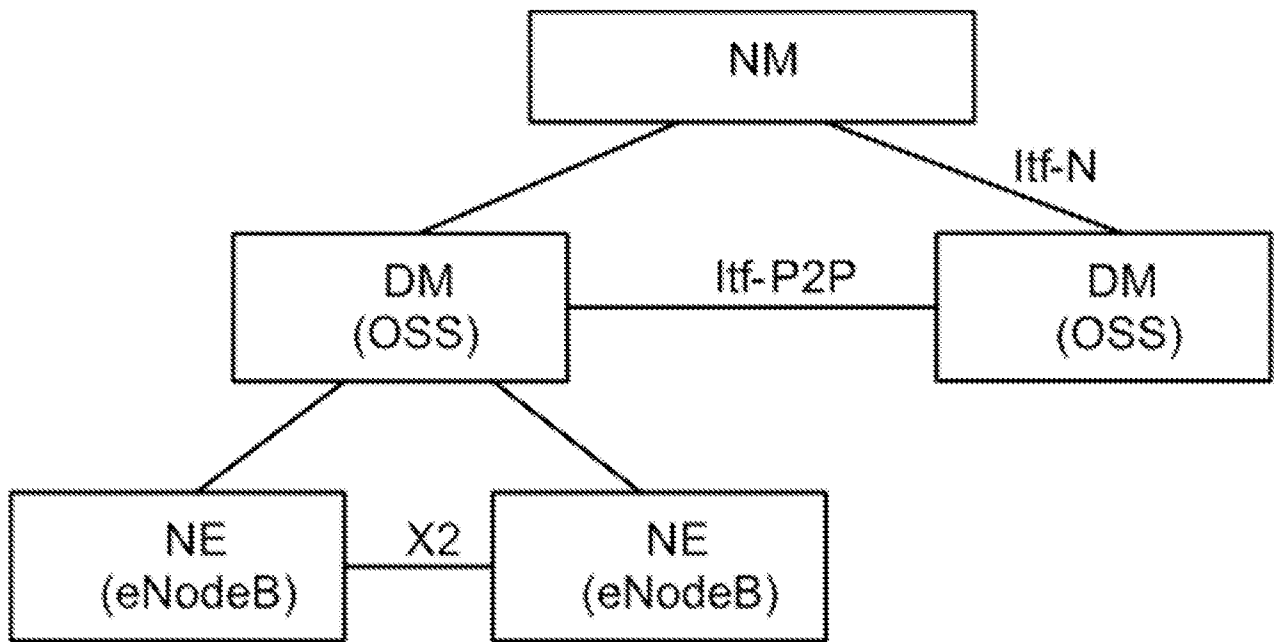 NM
Itf-N
DM
(OSS)
Itf-P2P
DM
(OSS)
NE
(eNodeB)
X2
NE
(eNodeB)